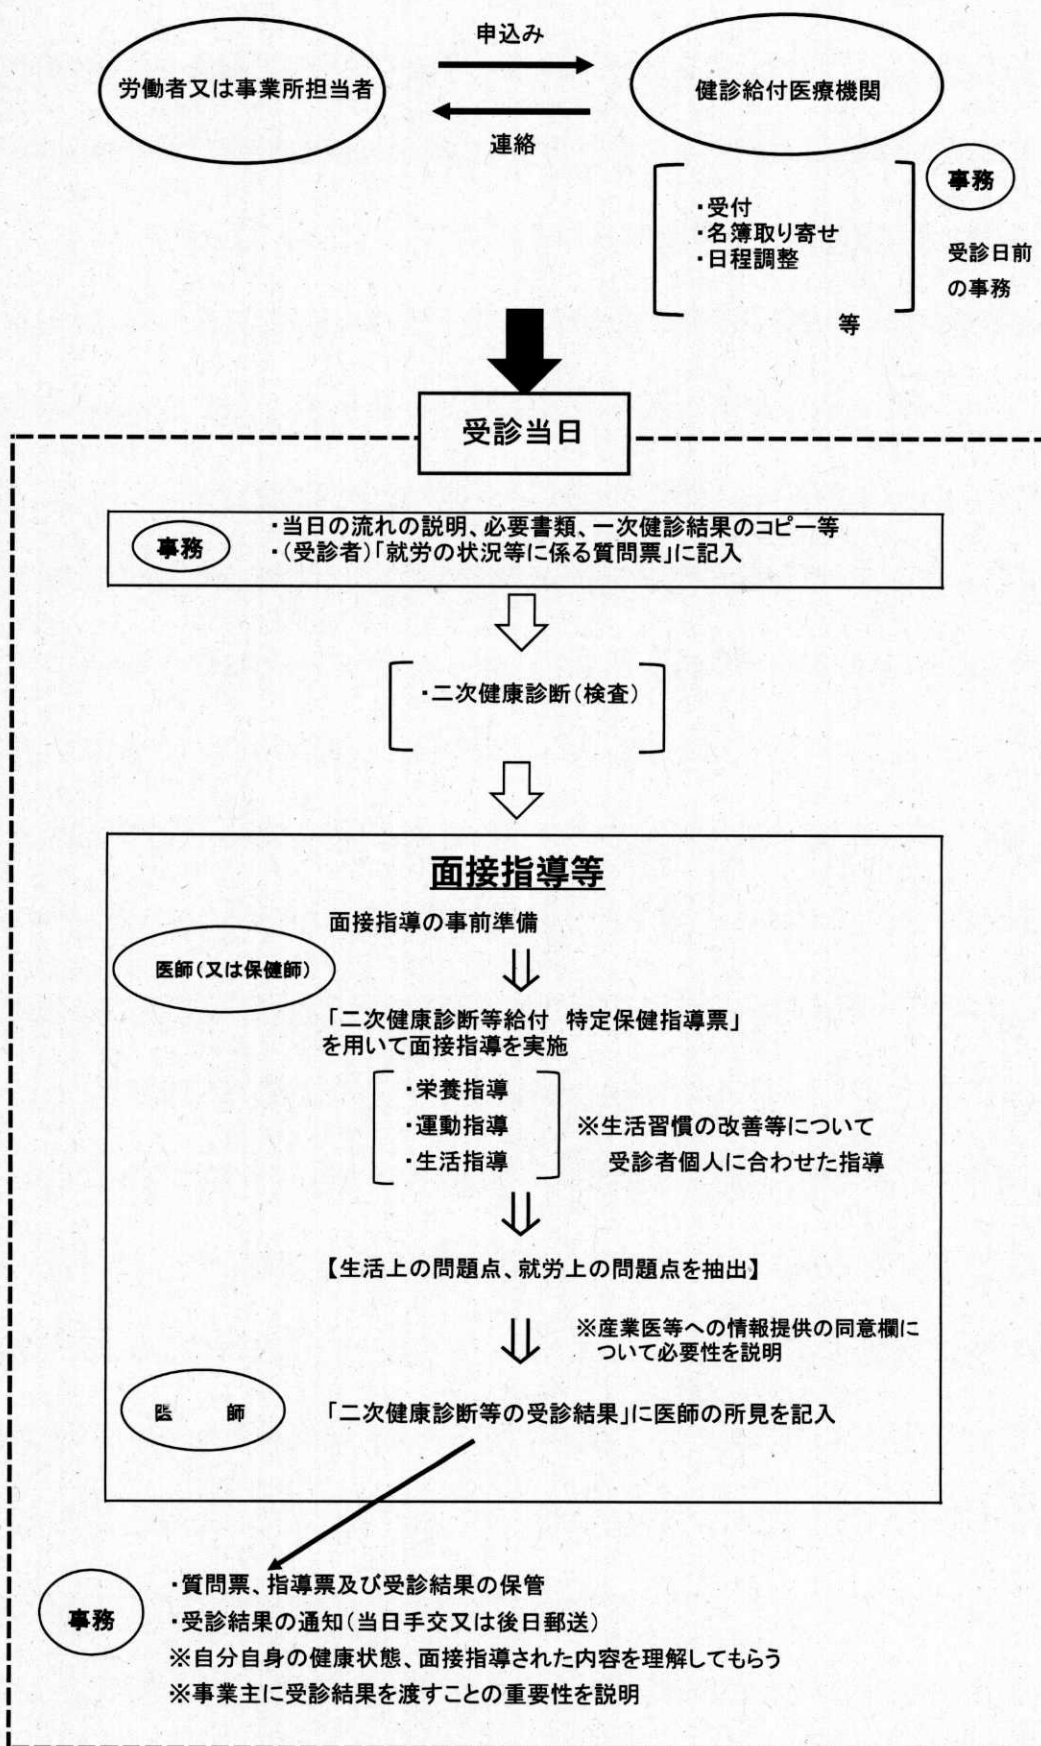 申込み
労働者又は事業所担当者
健診給付医療機関
連絡
事務
・受付
・名簿取り寄せ
・日程調整
等
受診日前
の事務
受診当日
事務
・当日の流れの説明、必要書類、一次健診結果のコピー等
・(受診者)「就労の状況等に係る質問票」に記入
・二次健康診断(検査)
面接指導等
面接指導の事前準備
医師(又は保健師)
「二次健康診断等給付 特定保健指導票」
を用いて面接指導を実施
・栄養指導
・運動指導
・生活指導
※生活習慣の改善等について
受診者個人に合わせた指導
【生活上の問題点、就労上の問題点を抽出】
※産業医等への情報提供の同意欄に
ついて必要性を説明
医 師
「二次健康診断等の受診結果」に医師の所見を記入
事務
・質問票、指導票及び受診結果の保管
・受診結果の通知(当日手交又は後日郵送)
※自分自身の健康状態、面接指導された内容を理解してもらう
※事業主に受診結果を渡すことの重要性を説明